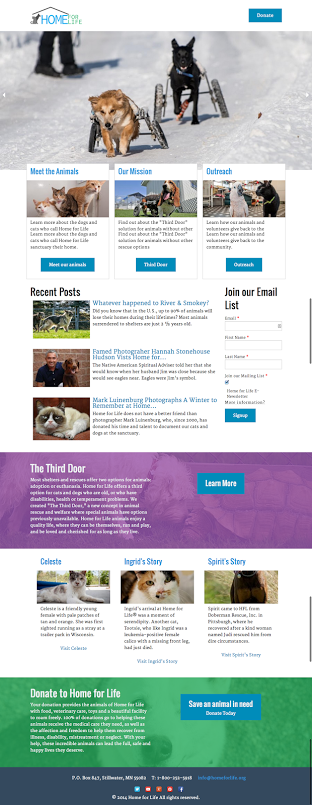 HOME FOR LIFE
Donate
Meet the Animals
Our Mission
Outreach
Learn more about the dogs and
cats who call Home for Life
Learn more about the dogs and
cats who call Home for Life
sanctuary their home.
Find out about the "Third Door"
solution for animals without other
Find out about the "Third Door"
solution for animals without other
rescue options
Learn how our animals and
volunteers give back to the
Learn how our animals and
volunteers give back to the
community.
Meet our animals
Third Door
Outreach
Recent Posts
Whatever happened to River & Smokey?
Did you know that in the U.S., up to 90% of animals will
lose their homes during their lifetimes? Most animals
surrendered to shelters are just 2 ½ years old.
Famed Photographer Hannah Stonehouse
Hudson Visits Home for...
The Native American Spiritual Adviser told her that she
would know when her husband Jim was close because she
would see eagles near. Eagles were Jim's symbol.
Mark Luinenburg Photographs A Winter to
Remember at Home...
Home for Life does not have a better friend than
photographer Mark Luinenburg, who, since 2000, has
donated his time and talent to document our cats and
dogs at the sanctuary.
Join our Email
List
Email *
First Name *
Last Name *
Join our Mailing List *
Home for Life E-
Newsletter
More information?
Signup
The Third Door
Most shelters and rescues offer two options for animals:
adoption or euthanasia. Home for Life offers a third
option for cats and dogs who are old, or who have
disabilities, health or temperament problems. We
created "The Third Door," a new concept in animal
rescue and welfare where special animals have options
previously unavailable. Home for Life animals enjoy a
quality life, where they can be themselves, run and play,
and be loved and cherished for as long as they live.
Learn More
Celeste
Ingrid's Story
Spirit's Story
Celeste is a friendly young
female with pale patches of
tan and orange. She was first
sighted running as a stray at a
trailer park in Wisconsin.
Visit Celeste
Ingrid's arrival at Home for
Life® was a moment of
serendipity. Another cat,
Tootsie, who like Ingrid was a
leukemia-positive female
calico with a missing front
leg, had just died.
Visit Ingrid's Story
Spirit came to HFL from
Doberman Rescue, Inc. in
Pittsburgh, where he
recovered after a kind woman
named Judi rescued him from
dire circumstances.
Visit Spirit's Story
Donate to Home for Life
Your donation provides the animals of Home for Life
with food, veterinary care, toys and a beautiful facility
to roam freely. 100% of donations go to helping these
animals receive the medical care they need, as well as
the affection and freedom to help them recover from
illness, disability, mistreatment or neglect. With your
help, these incredible animals can lead the full, safe and
happy lives they deserve.
Save an animal in need
Donate Today
P.O. Box 847, Stillwater, MN 55082 T: 1-800-252-5918 info@homeforlife.org
© 2014 Home for Life All rights reserved.